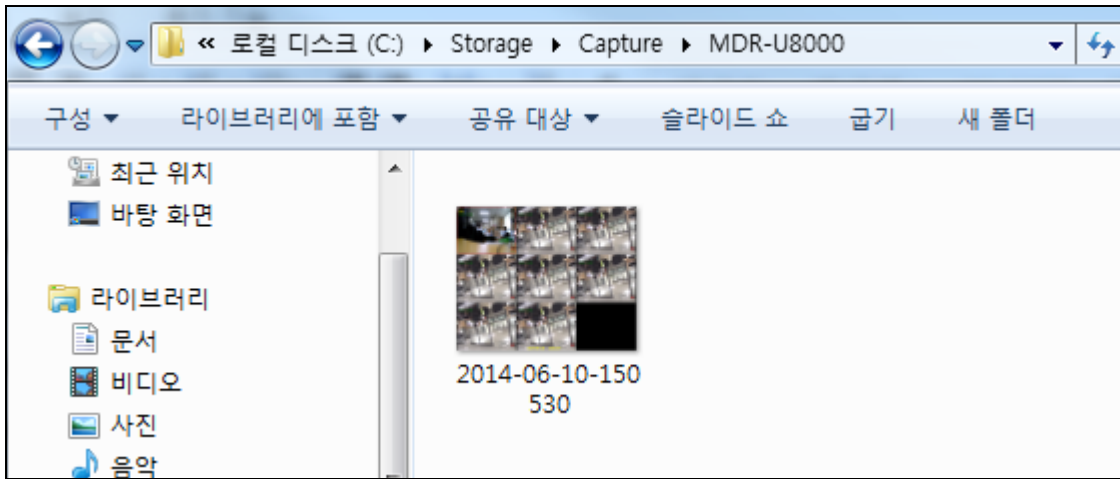 « 로컬 디스크 (C:) ▸ Storage ▸ Capture ▸ MDR-U8000
구성 ▼ 라이브러리에 포함 ▼ 공유 대상 ▼ 슬라이드 쇼 굽기 새 폴더
최근 위치
바탕 화면
라이브러리
문서
비디오
사진
음악
2014-06-10-150
530